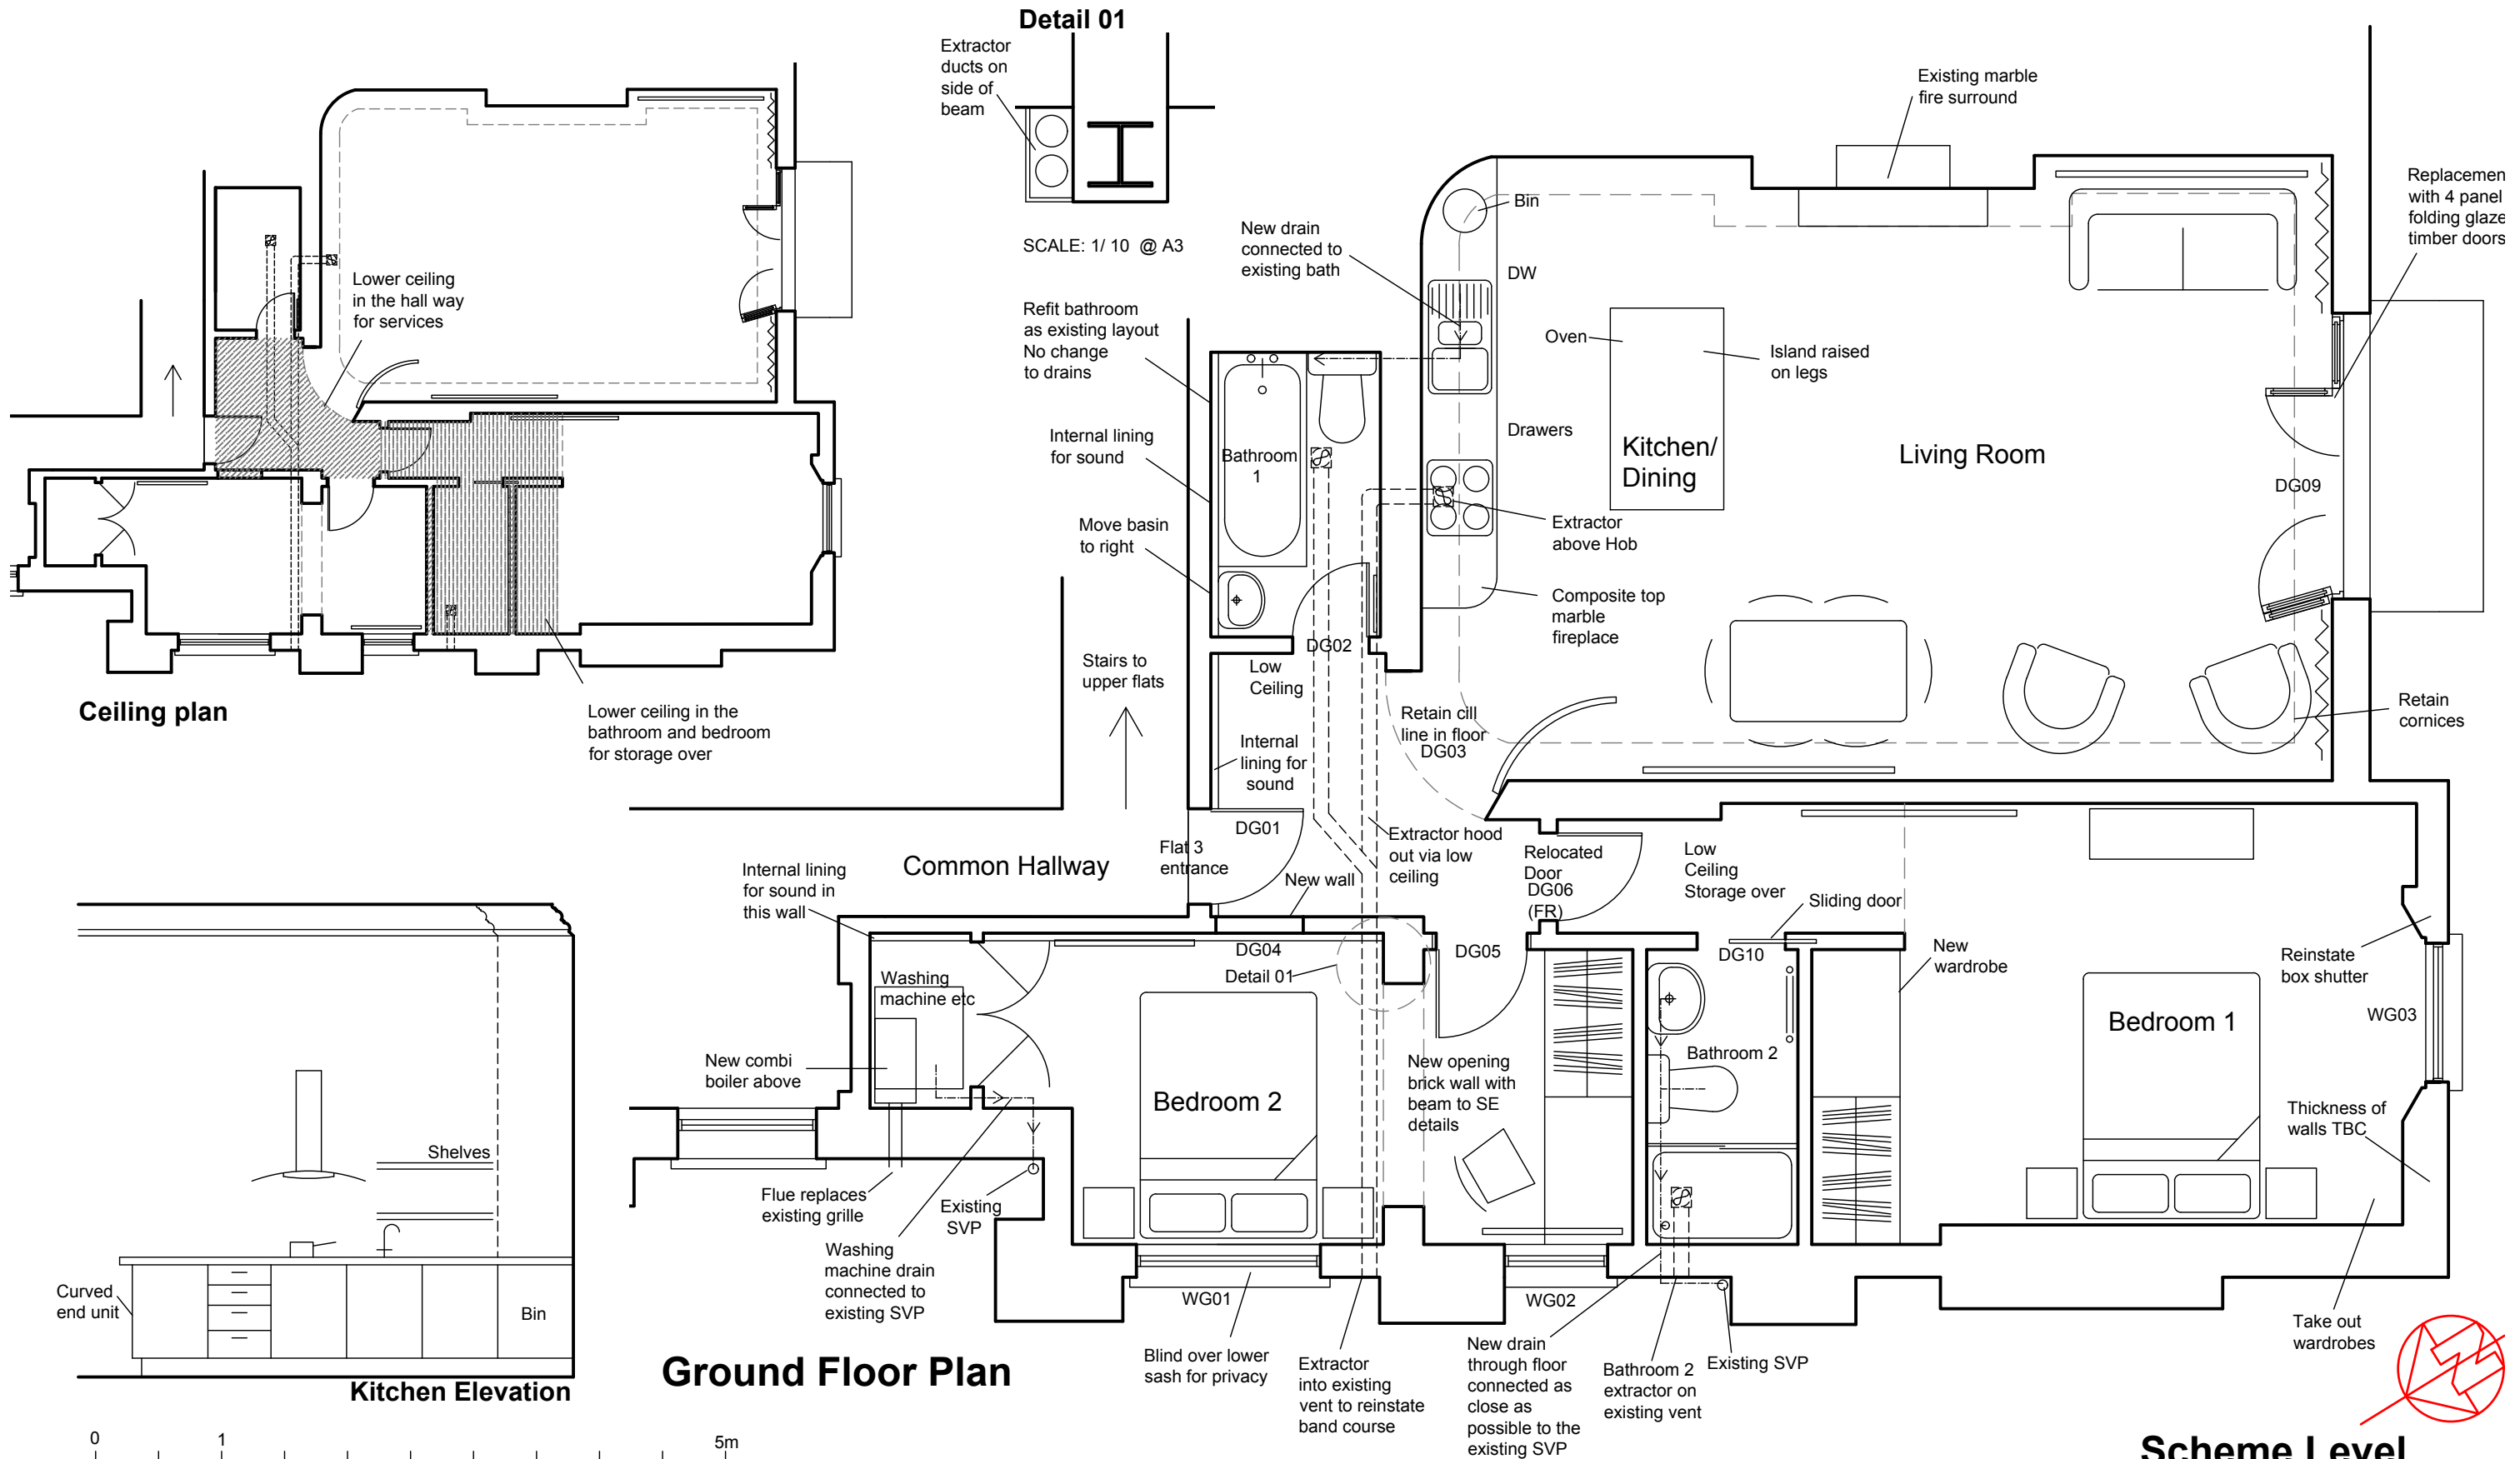 Detail 01
Extractor
ducts on
side of
beam
SCALE: 1/ 10 @ A3
Lower ceiling
in the hall way
for services
Ceiling plan
Lower ceiling in the
bathroom and bedroom
for storage over
Existing marble
fire surround
Replacemen
with 4 panel
folding glaze
timber doors
New drain
connected to
existing bath
Refit bathroom
as existing layout
No change
to drains
Internal lining
for sound
Move basin
to right
Stairs to
upper flats
Bin
DW
Oven
Drawers
Island raised
on legs
Kitchen/
Dining
Living Room
DG09
Bathroom
1
Extractor
above Hob
Composite top
marble
fireplace
DG02
Low
Ceiling
Retain cill
line in floor
DG03
Internal
lining for
sound
Retain
cornices
DG01
Flat 3
entrance
Common Hallway
Internal lining
for sound in
this wall
New wall
Extractor hood
out via low
ceiling
Relocated
Door
DG06
(FR)
Low
Ceiling
Storage over
Sliding door
DG04
Detail 01
DG05
DG10
New
wardrobe
Reinstate
box shutter
WG03
Washing
machine etc
New combi
boiler above
Bedroom 2
New opening
brick wall with
beam to SE
details
Bathroom 2
Bedroom 1
Thickness of
walls TBC
Flue replaces
existing grille
Existing
SVP
Washing
machine drain
connected to
existing SVP
WG01
WG02
Blind over lower
sash for privacy
Extractor
into existing
vent to reinstate
band course
New drain
through floor
connected as
close as
possible to the
existing SVP
Bathroom 2
extractor on
existing vent
Existing SVP
Take out
wardrobes
Ground Floor Plan
Shelves
Curved
end unit
Bin
Kitchen Elevation
0 1 5m
Scheme Level